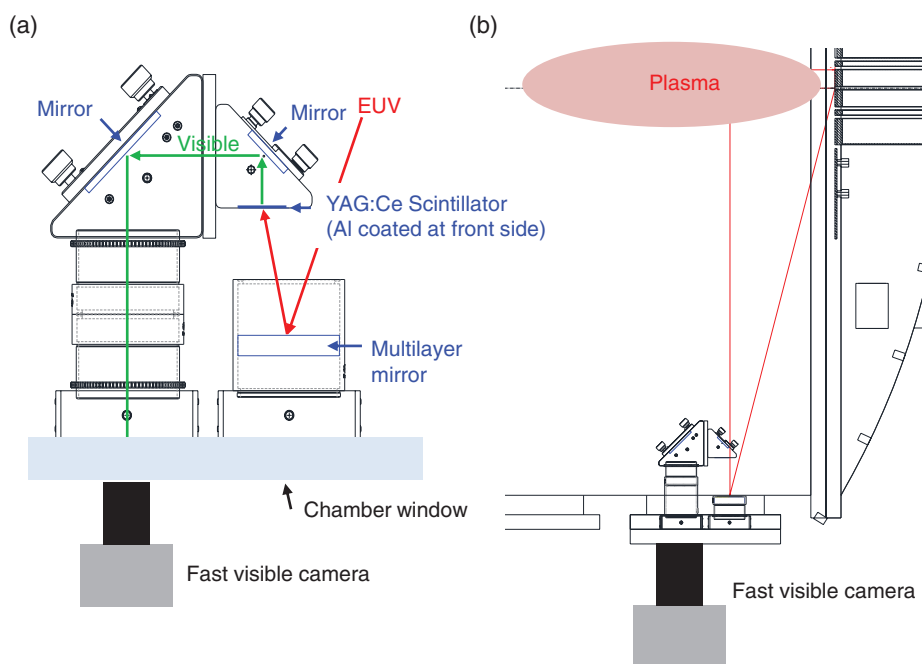 (a)
Mirror
EUV
Mirror
Visible
YAG:Ce Scintillator
(Al coated at front side)
Multilayer
mirror
Chamber window
Fast visible camera
(b)
Plasma
Fast visible camera